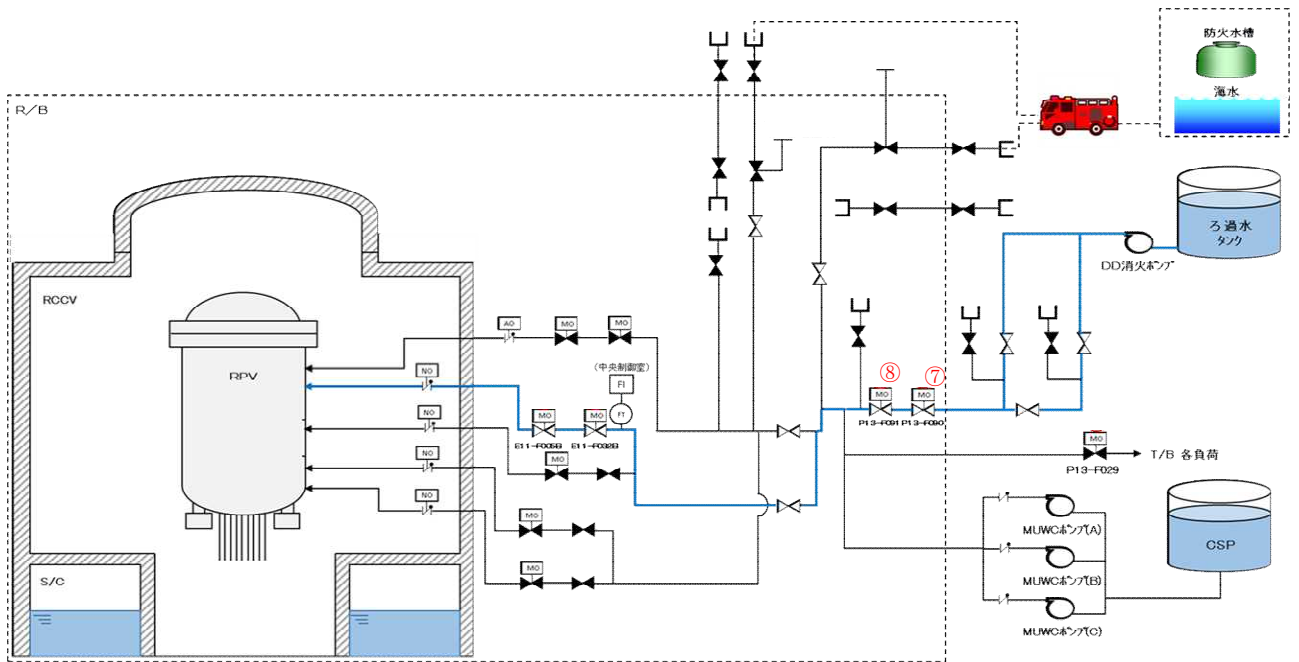 防火水槽
海水
R/B
ろ過水
タンク
DD消火ポンプ
RCCV
AO
MO
MO
(中央制御室)
⑧
⑦
RPV
NO
FI
MO
MO
FT
MO
MO
P13-F091
P13-F090
E11-F005B
E11-F032B
NO
MO
MO
T/B 各負荷
P13-F029
NO
NO
MO
MUWCポンプ(A)
CSP
MO
MUWCポンプ(B)
S/C
MUWCポンプ(C)